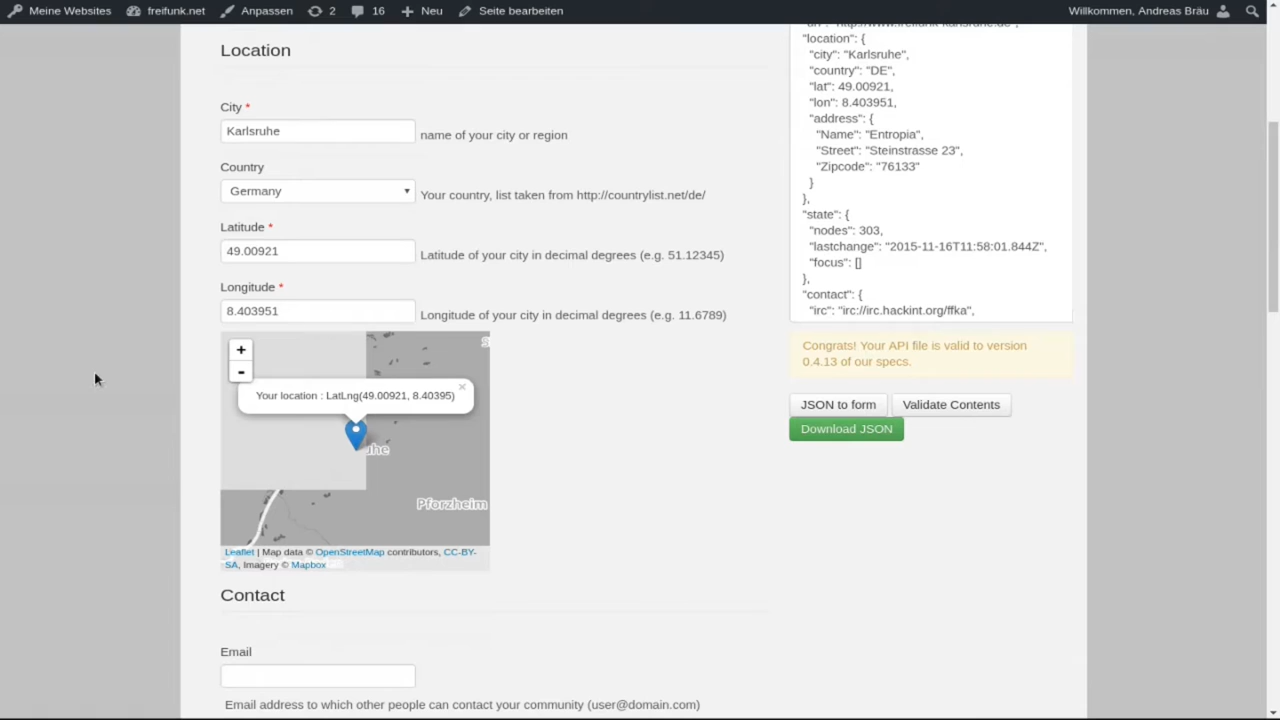 Meine Websites freifunk.net Anpassen 2 16 Neu Seite bearbeiten Willkommen, Andreas Bräu
Location
City *
Karlsruhe name of your city or region
Country
Germany Your country, list taken from http://countrylist.net/de/
Latitude *
49.00921 Latitude of your city in decimal degrees (e.g. 51.12345)
Longitude *
8.403951 Longitude of your city in decimal degrees (e.g. 11.6789)
+
-
Your location : LatLng(49.00921, 8.40395) ×
uhe
Pforzheim
Leaflet | Map data © OpenStreetMap contributors, CC-BY-
SA, Imagery © Mapbox
Contact
Email
Email address to which other people can contact your community (user@domain.com)
"url": "http://www.freifunk-karlsruhe.de",
"location": {
"city": "Karlsruhe",
"country": "DE",
"lat": 49.00921,
"lon": 8.403951,
"address": {
"Name": "Entropia",
"Street": "Steinstrasse 23",
"Zipcode": "76133"
}
},
"state": {
"nodes": 303,
"lastchange": "2015-11-16T11:58:01.844Z",
"focus": []
},
"contact": {
"irc": "irc://irc.hackint.org/ffka",
Congrats! Your API file is valid to version
0.4.13 of our specs.
JSON to form Validate Contents
Download JSON